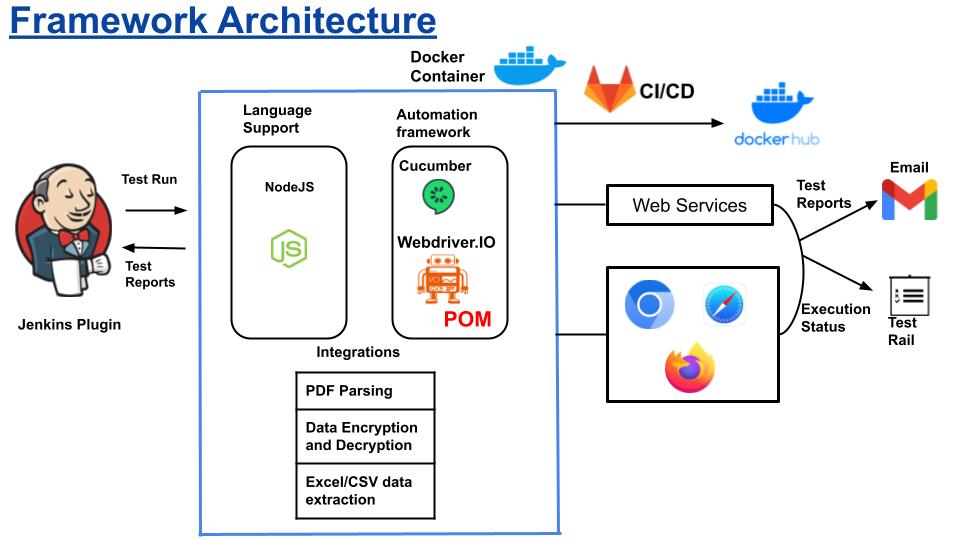 Framework Architecture
Docker
Container
CI/CD
dockerhub
Language
Support
Automation
framework
NodeJS
JS
Cucumber
Webdriver.IO
POM
Test Run
Test
Reports
Jenkins Plugin
Integrations
PDF Parsing
Data Encryption
and Decryption
Excel/CSV data
extraction
Web Services
Test
Reports
Email
Execution
Status
Test
Rail